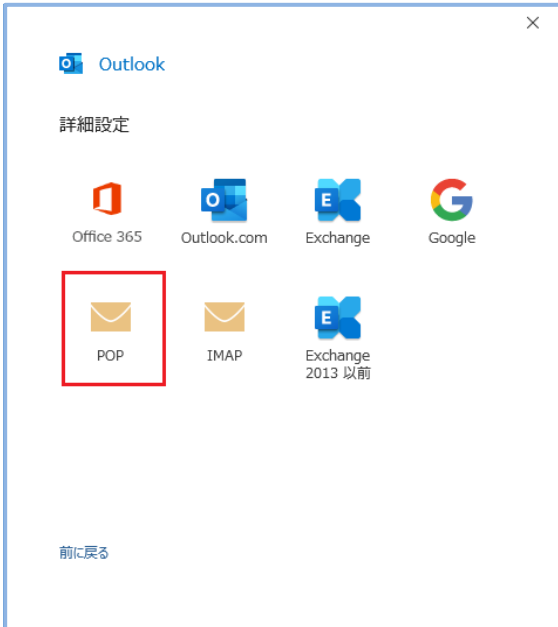 Outlook
詳細設定
Office 365
Outlook.com
Exchange
Google
POP
IMAP
Exchange
2013 以前
前に戻る